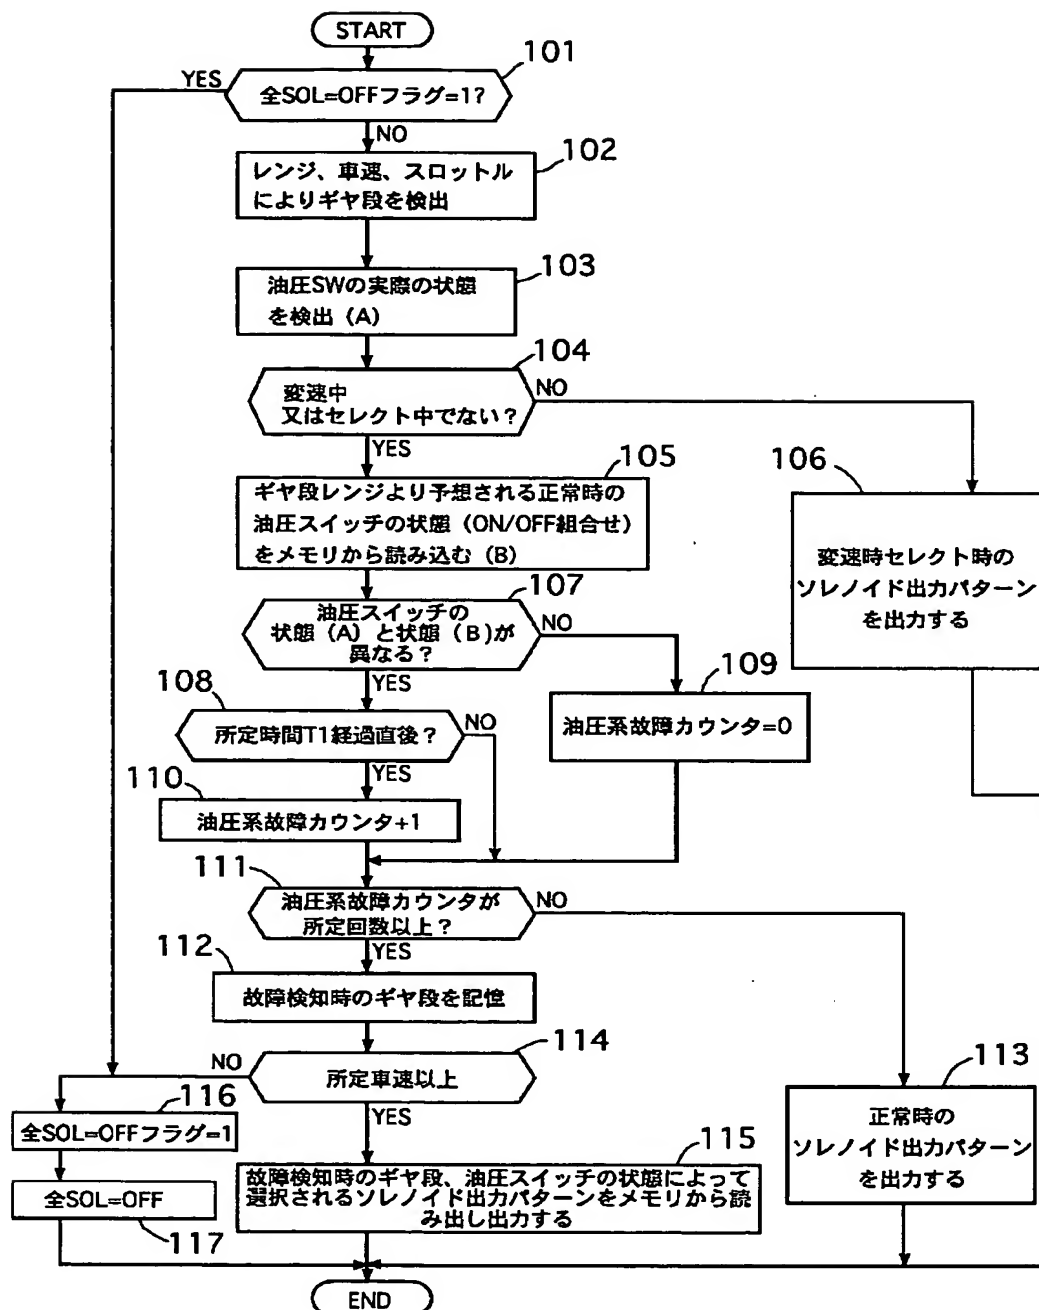 START
101
YES
全SOL=OFFフラグ=1?
NO
102
レンジ、車速、スロットル
によりギヤ段を検出
103
油圧SWの実際の状態
を検出（A）
104
変速中
又はセレクト中でない？
NO
YES
105
ギヤ段レンジより予想される正常時の
油圧スイッチの状態（ON/OFF組合せ）
をメモリから読み込む（B）
106
変速時セレクト時の
ソレノイド出力パターン
を出力する
107
油圧スイッチの
状態（A）と状態（B)が
異なる？
NO
YES
108
所定時間T1経過直後？
NO
YES
109
油圧系故障カウンタ=0
110
油圧系故障カウンタ+1
111
油圧系故障カウンタが
所定回数以上？
NO
YES
112
故障検知時のギヤ段を記憶
114
NO
所定車速以上
YES
113
正常時の
ソレノイド出力パターン
を出力する
116
全SOL=OFFフラグ=1
115
故障検知時のギヤ段、油圧スイッチの状態によって
選択されるソレノイド出力パターンをメモリから読
み出し出力する
全SOL=OFF
117
END